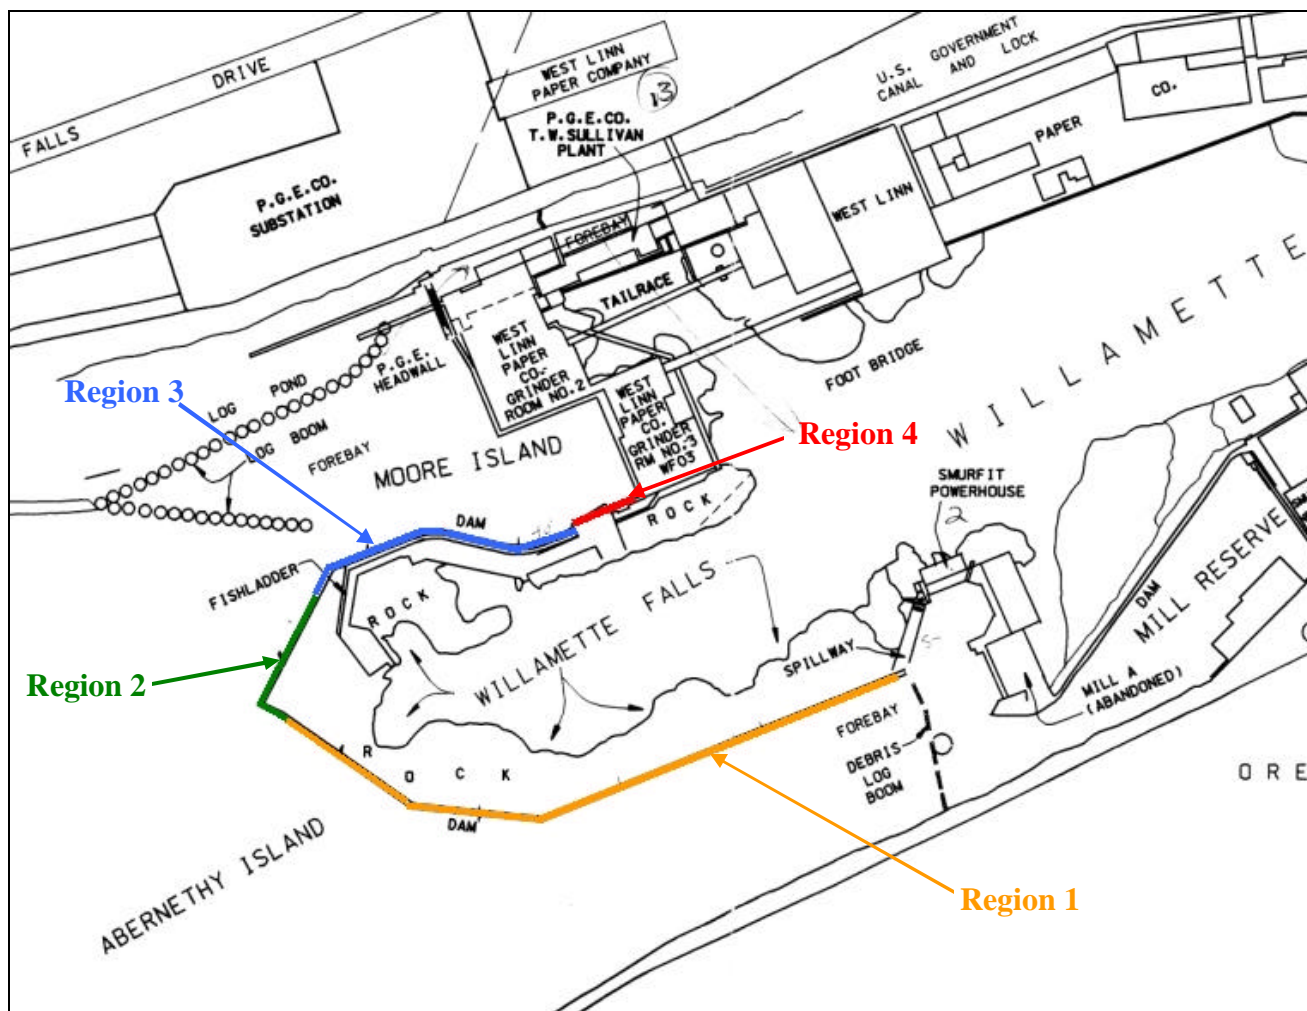 FALLS
DRIVE
P.G.E.CO.
SUBSTATION
WEST LINN
PAPER COMPANY
13
P.G.E.CO.
T.W.SULLIVAN
PLANT
U.S. GOVERNMENT
CANAL AND LOCK
CO.
PAPER
WEST LINN
FOREBAY
TAILRACE
WEST
LINN
PAPER
CO.
GRINDER
ROOM NO.2
WEST
LINN
PAPER
CO.
GRINDER
RM NO.3
WF03
P.G.E.
HEADWALL
LOG POND
LOG BOOM
FOREBAY
Region 3
MOORE ISLAND
FOOT BRIDGE
WILLAMETTE
Region 4
SMURFIT
POWERHOUSE
2
ROCK
DAM
FISHLADDER
ROCK
WILLAMETTE FALLS
DAM
MILL RESERVE
SPILLWAY
MILL A
(ABANDONED)
Region 2
FOREBAY
DEBRIS
LOG
BOOM
ROCK
DAM
ORE
ABERNETHY ISLAND
Region 1